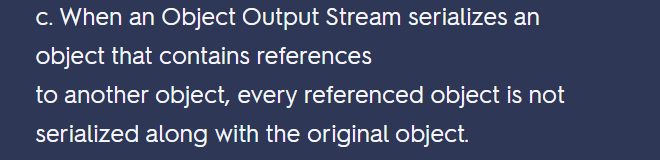 c. When an Object Output Stream serializes an
object that contains references
to another object, every referenced object is not
serialized along with the original object.